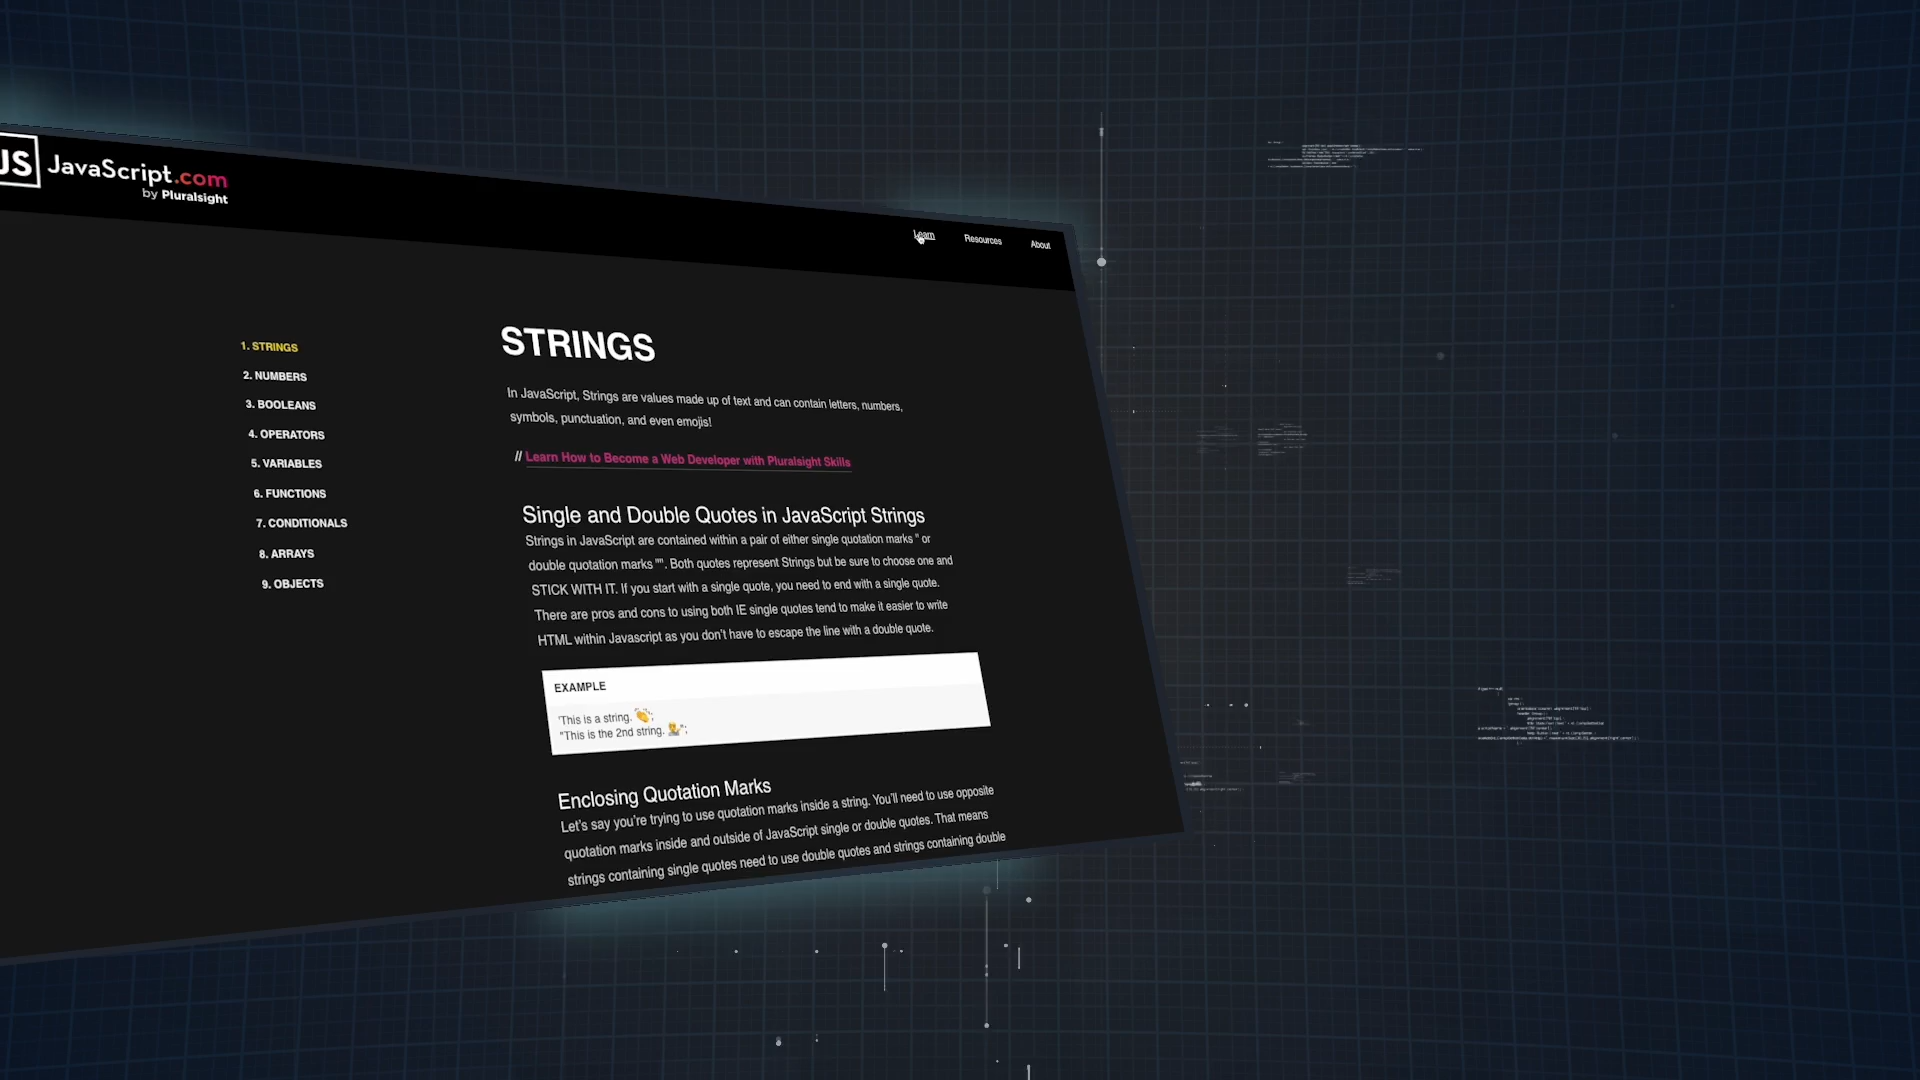 JS JavaScript.com
by Pluralsight
Learn
Resources
About
1. STRINGS
2. NUMBERS
3. BOOLEANS
4. OPERATORS
5. VARIABLES
6. FUNCTIONS
7. CONDITIONALS
8. ARRAYS
9. OBJECTS
STRINGS
In JavaScript, Strings are values made up of text and can contain letters, numbers,
symbols, punctuation, and even emojis!
// Learn How to Become a Web Developer with Pluralsight Skills
Single and Double Quotes in JavaScript Strings
Strings in JavaScript are contained within a pair of either single quotation marks '' or
double quotation marks "". Both quotes represent Strings but be sure to choose one and
STICK WITH IT. If you start with a single quote, you need to end with a single quote.
There are pros and cons to using both IE single quotes tend to make it easier to write
HTML within Javascript as you don't have to escape the line with a double quote.
EXAMPLE
'This is a string. 👏';
"This is the 2nd string. 👨‍🎨";
Enclosing Quotation Marks
Let's say you're trying to use quotation marks inside a string. You'll need to use opposite
quotation marks inside and outside of JavaScript single or double quotes. That means
strings containing single quotes need to use double quotes and strings containing double